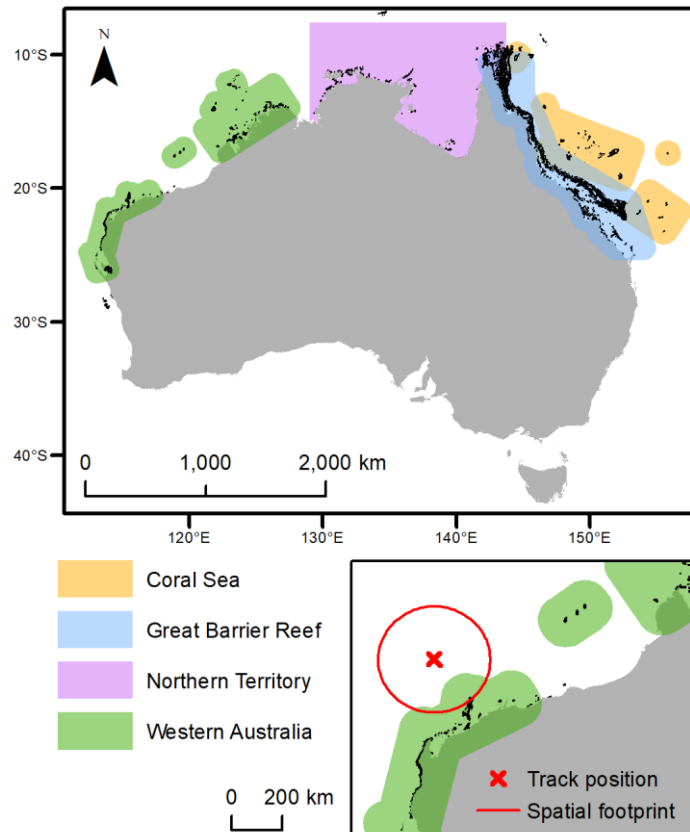 N
10°S
20°S
30°S
40°S
0 1,000 2,000 km
120°E 130°E 140°E 150°E
Coral Sea
Great Barrier Reef
Northern Territory
Western Australia
0 200 km
Track position
Spatial footprint